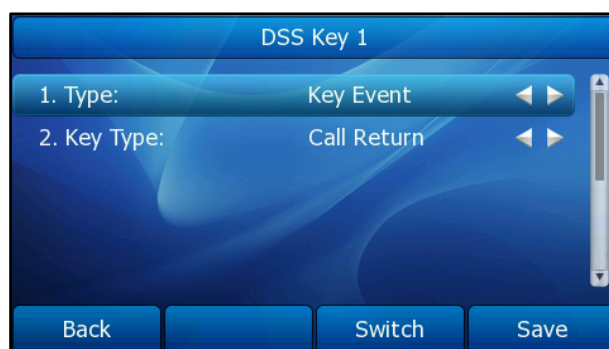 DSS Key 1
1. Type: Key Event
2. Key Type: Call Return
Back Switch Save